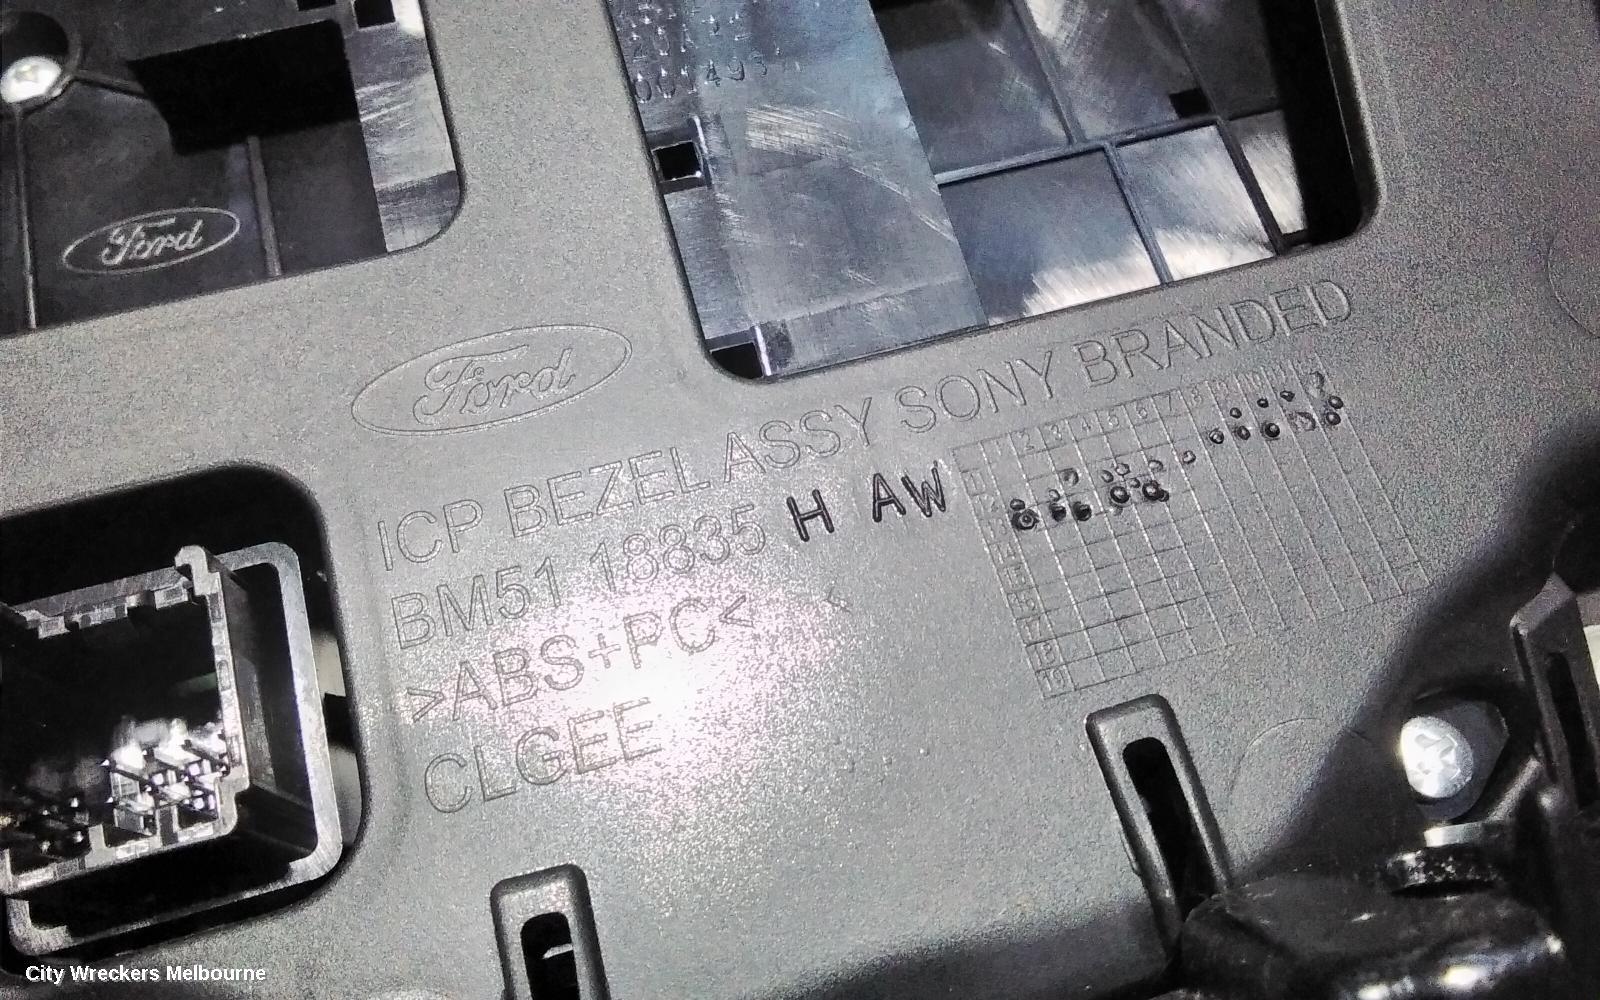 Ford
Ford
ICP BEZEL ASSY SONY BRANDED
BM51 18835 H AW
>ABS+PC<
CLGEE
City Wreckers Melbourne